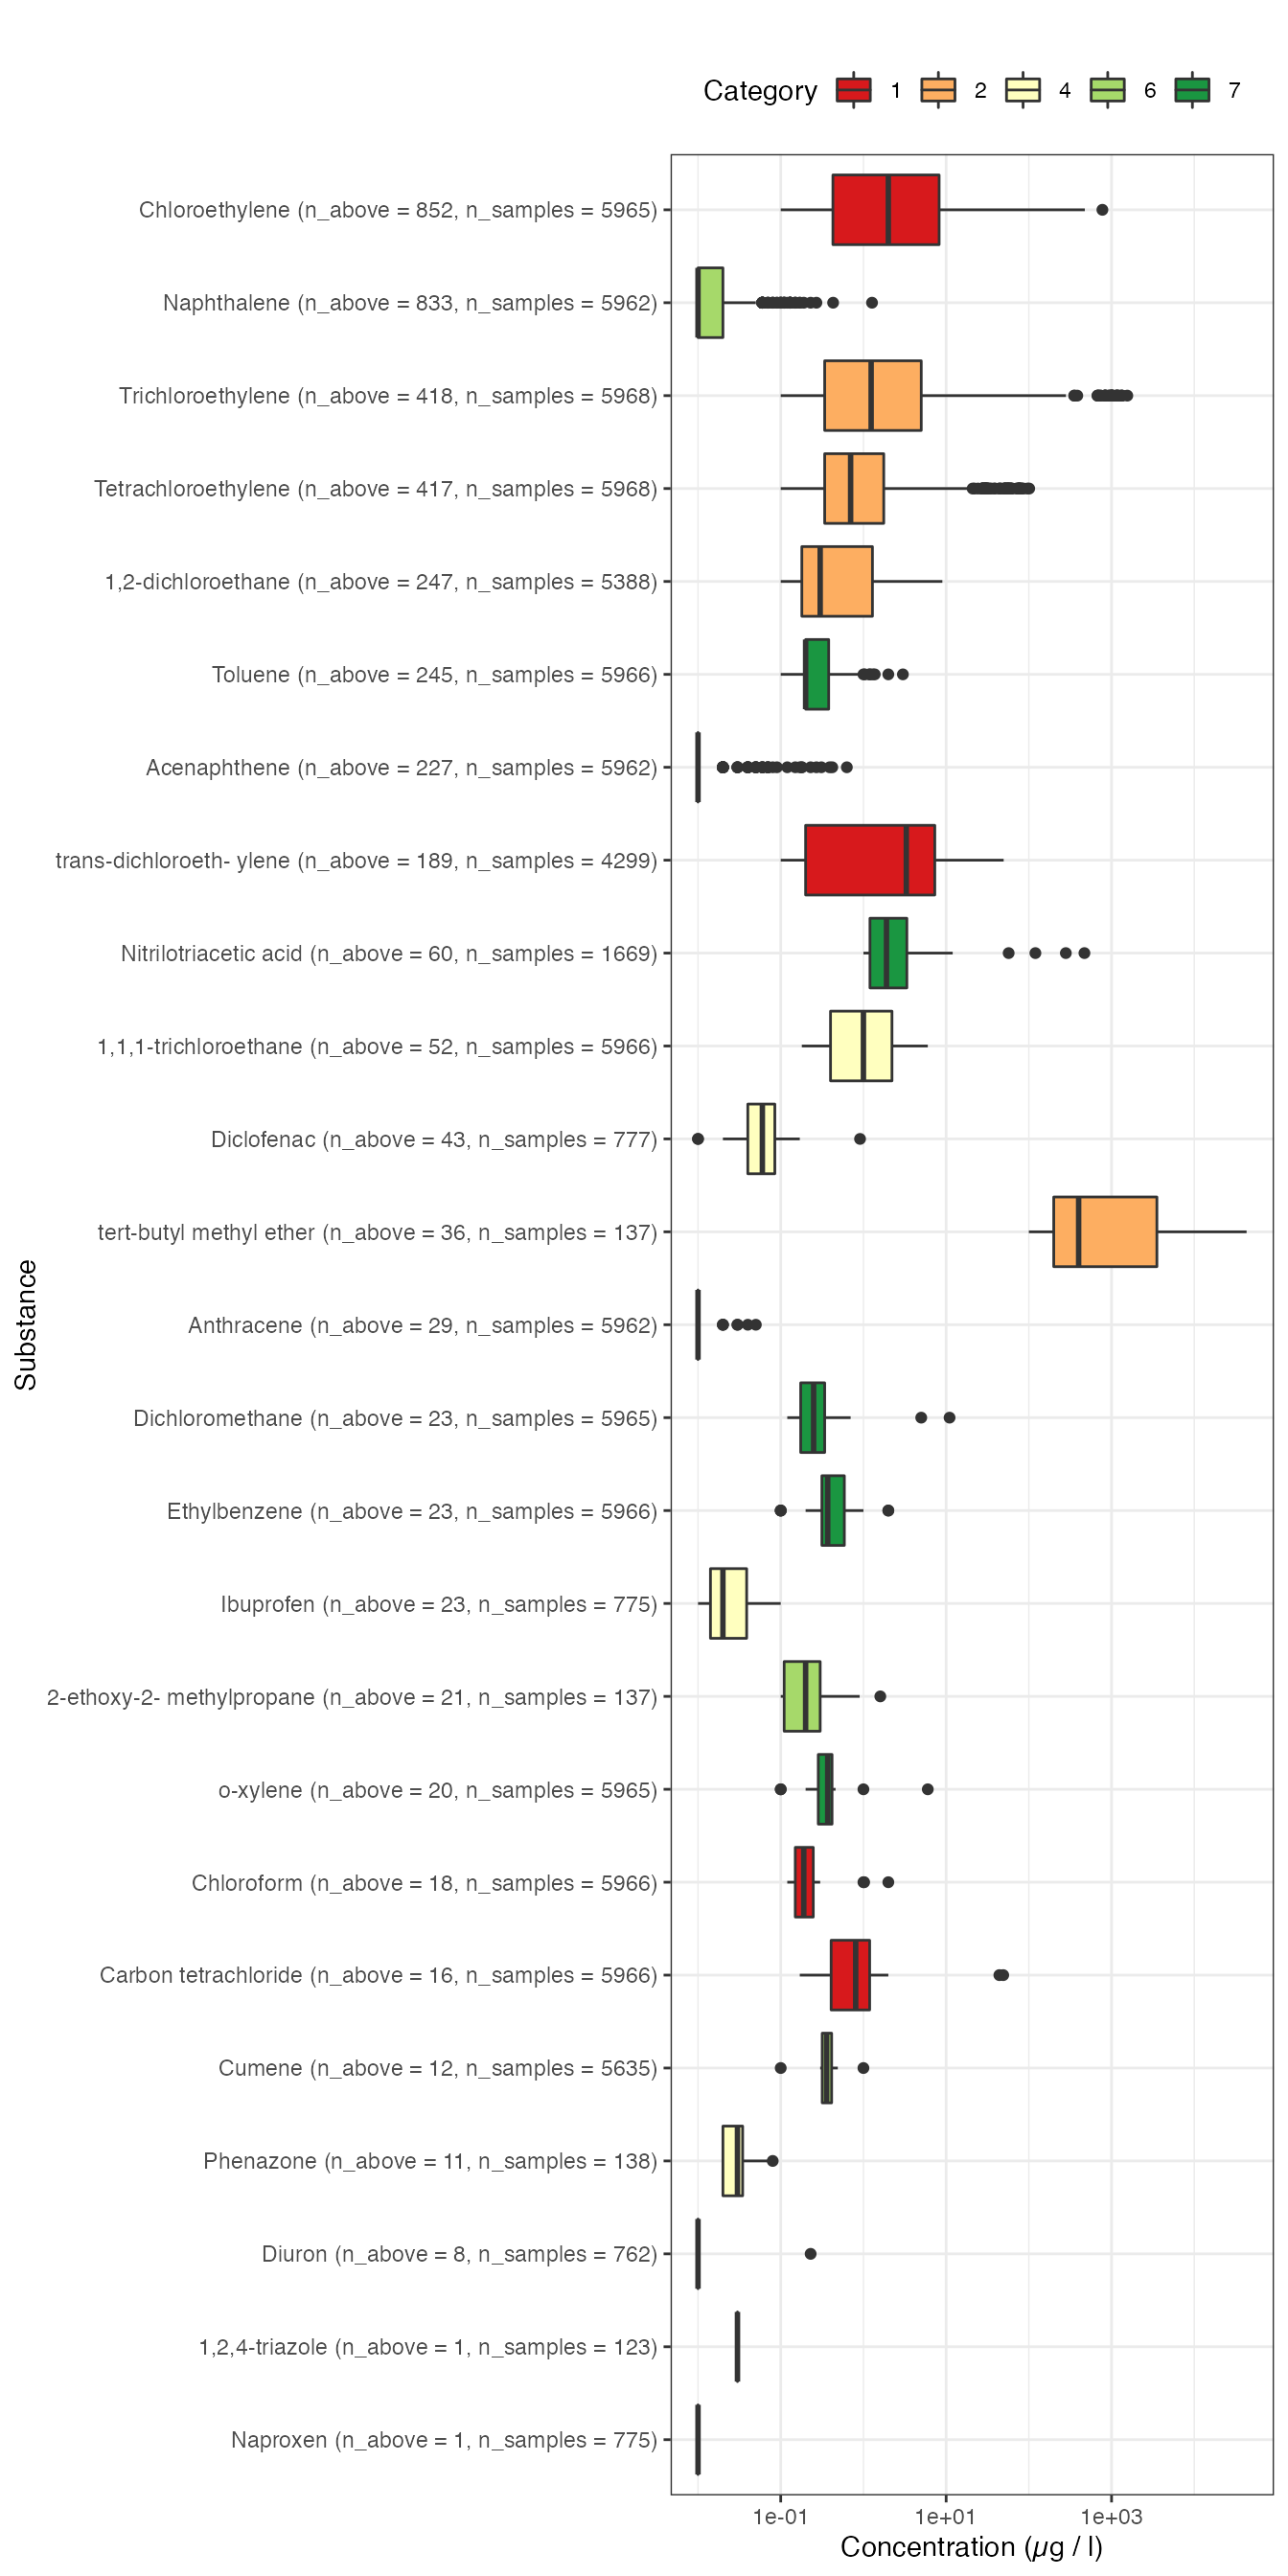 Category 1 2 4 6 7
Chloroethylene (n_above = 852, n_samples = 5965)
Naphthalene (n_above = 833, n_samples = 5962)
Trichloroethylene (n_above = 418, n_samples = 5968)
Tetrachloroethylene (n_above = 417, n_samples = 5968)
1,2-dichloroethane (n_above = 247, n_samples = 5388)
Toluene (n_above = 245, n_samples = 5966)
Acenaphthene (n_above = 227, n_samples = 5962)
trans-dichloroeth- ylene (n_above = 189, n_samples = 4299)
Nitrilotriacetic acid (n_above = 60, n_samples = 1669)
1,1,1-trichloroethane (n_above = 52, n_samples = 5966)
Diclofenac (n_above = 43, n_samples = 777)
tert-butyl methyl ether (n_above = 36, n_samples = 137)
Anthracene (n_above = 29, n_samples = 5962)
Dichloromethane (n_above = 23, n_samples = 5965)
Ethylbenzene (n_above = 23, n_samples = 5966)
Ibuprofen (n_above = 23, n_samples = 775)
2-ethoxy-2- methylpropane (n_above = 21, n_samples = 137)
o-xylene (n_above = 20, n_samples = 5965)
Chloroform (n_above = 18, n_samples = 5966)
Carbon tetrachloride (n_above = 16, n_samples = 5966)
Cumene (n_above = 12, n_samples = 5635)
Phenazone (n_above = 11, n_samples = 138)
Diuron (n_above = 8, n_samples = 762)
1,2,4-triazole (n_above = 1, n_samples = 123)
Naproxen (n_above = 1, n_samples = 775)
Substance
1e-01 1e+01 1e+03
Concentration (µg / l)